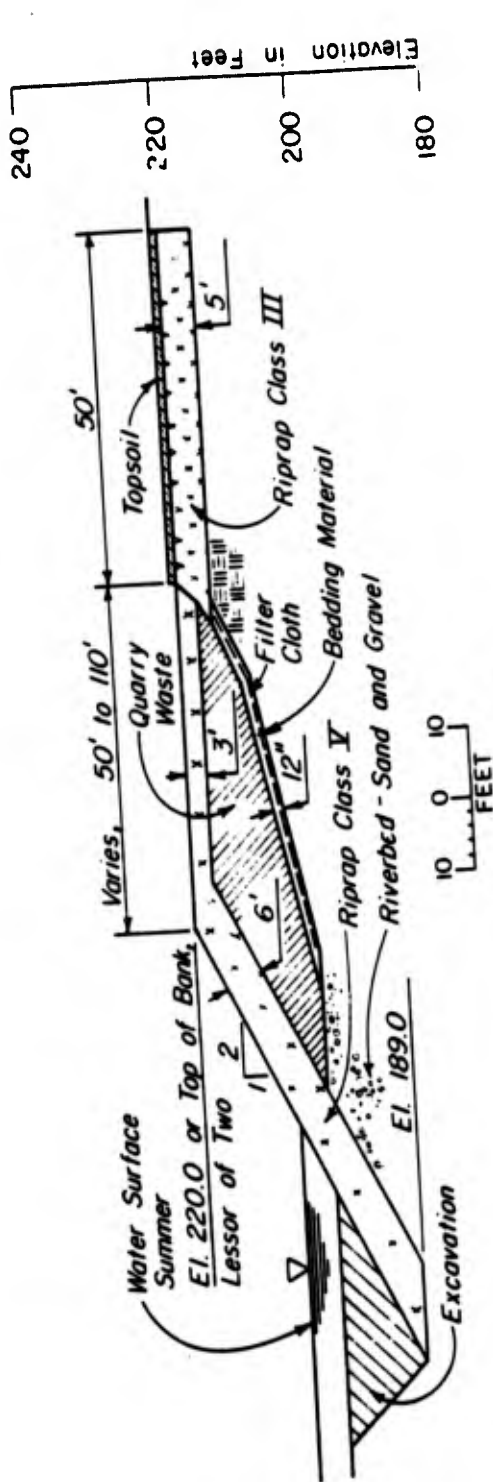 Water Surface
Summer
El. 220.0 or Top of Bank,
Lessor of Two
Varies,
50' to 110'
50'
Topsoil
Quarry
Waste
3'
5'
6'
12"
1
2
Riprap Class III
Filter
Cloth
Bedding Material
Riprap Class V
Riverbed - Sand and Gravel
El. 189.0
Excavation
10 0 10
FEET
240
220
200
180
Elevation in Feet